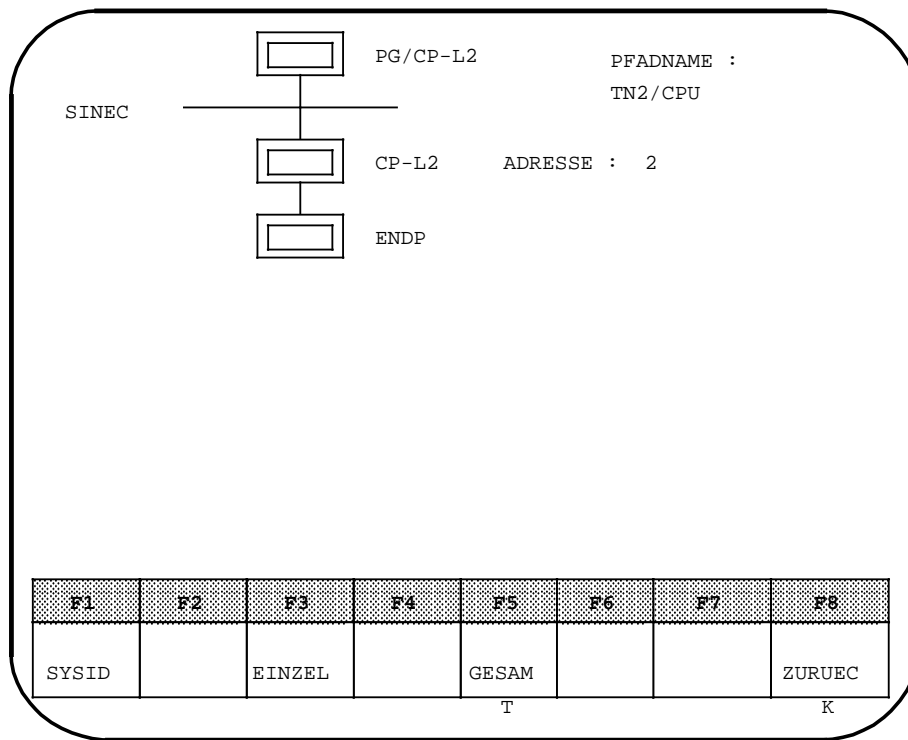 PG/CP-L2
PFADNAME :
TN2/CPU
SINEC
CP-L2 ADRESSE : 2
ENDP
F1 F2 F3 F4 F5 F6 F7 F8
SYSID EINZEL GESAM ZURUEC
T K